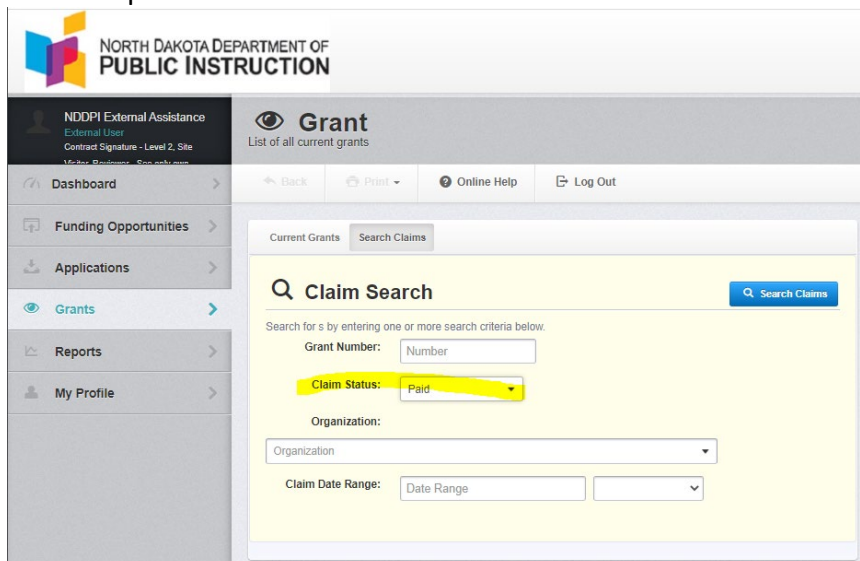 NORTH DAKOTA DEPARTMENT OF
PUBLIC INSTRUCTION
NDDPI External Assistance
External User
Contract Signature - Level 2, Site
Dashboard
Funding Opportunities
Applications
Grants
Reports
My Profile
Grant
List of all current grants
Back
Print
Online Help
Log Out
Current Grants
Search Claims
Claim Search
Search Claims
Search for s by entering one or more search criteria below.
Grant Number:
Number
Claim Status:
Paid
Organization:
Organization
Claim Date Range:
Date Range